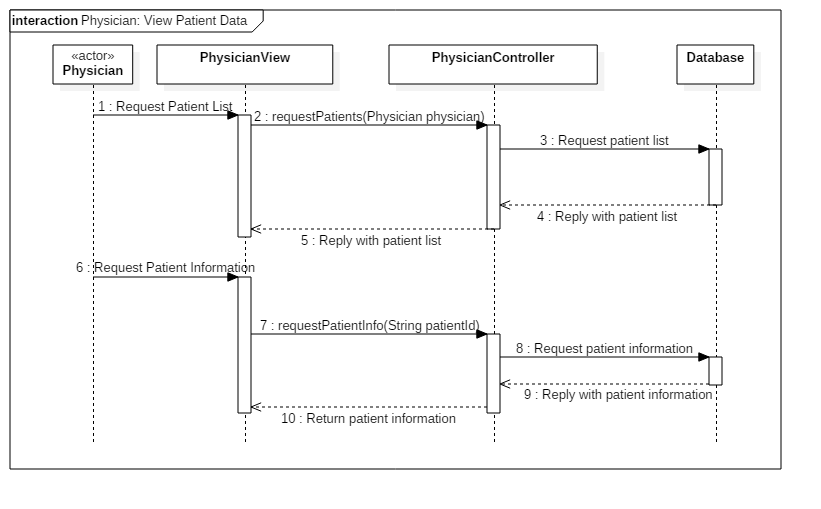 interaction Physician: View Patient Data
«actor»
Physician
PhysicianView
PhysicianController
Database
1 : Request Patient List
2 : requestPatients(Physician physician)
3 : Request patient list
4 : Reply with patient list
5 : Reply with patient list
6 : Request Patient Information
7 : requestPatientInfo(String patientId)
8 : Request patient information
9 : Reply with patient information
10 : Return patient information